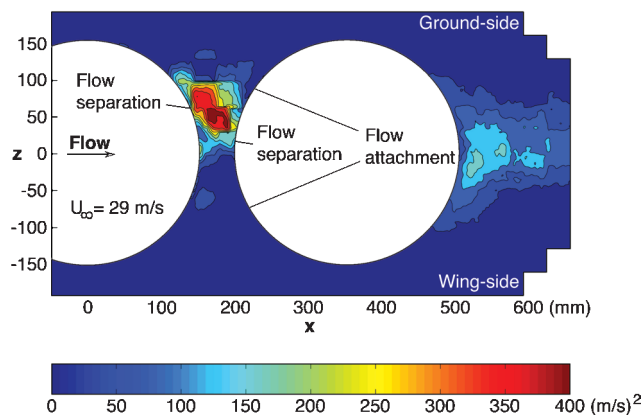 Ground-side
150
100
50
0
-50
-100
-150
z
Flow
separation
Flow
U∞= 29 m/s
Flow
separation
Flow
attachment
Wing-side
0 100 200 300 400 500 600 (mm)
x
0 50 100 150 200 250 300 350 400 (m/s)²